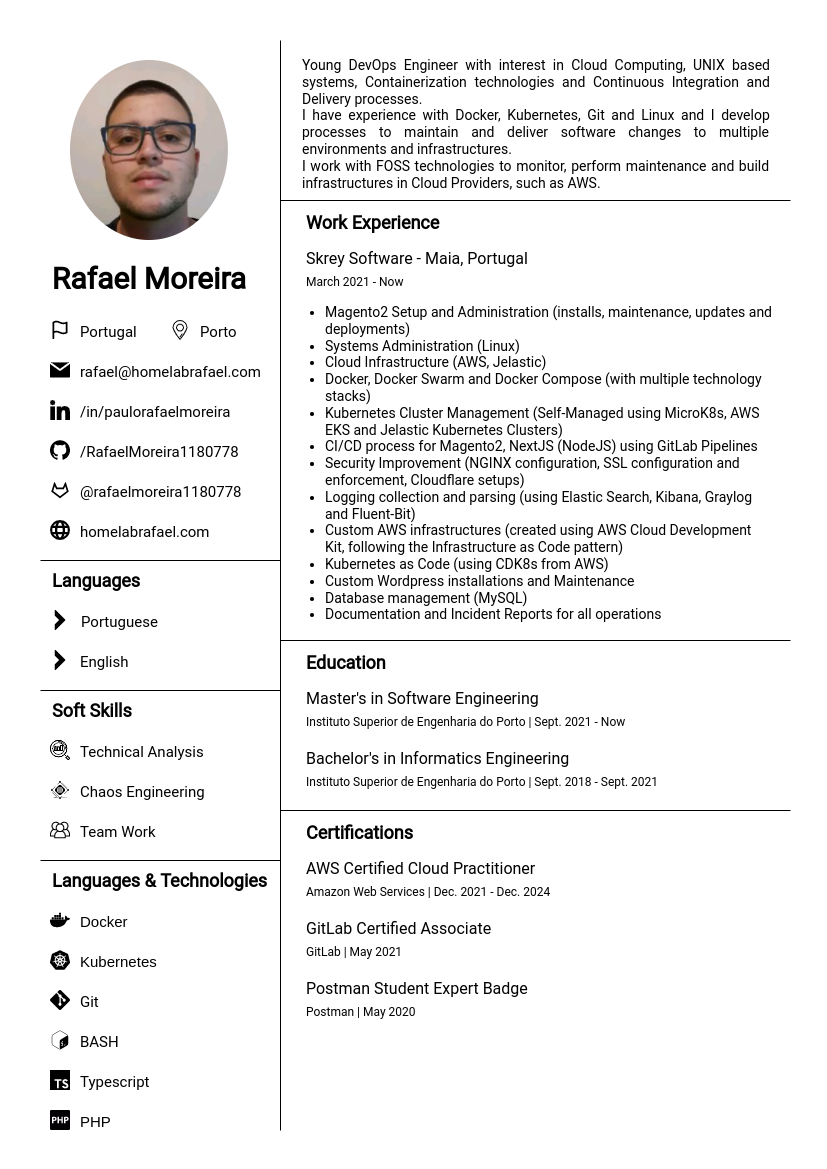 Rafael Moreira
Portugal
Porto
rafael@homelabrafael.com
/in/paulorafaelmoreira
/RafaelMoreira1180778
@rafaelmoreira1180778
homelabrafael.com
Languages
Portuguese
English
Soft Skills
Technical Analysis
Chaos Engineering
Team Work
Languages & Technologies
Docker
Kubernetes
Git
BASH
TS
Typescript
PHP
PHP
Young DevOps Engineer with interest in Cloud Computing, UNIX based
systems, Containerization technologies and Continuous Integration and
Delivery processes.
I have experience with Docker, Kubernetes, Git and Linux and I develop
processes to maintain and deliver software changes to multiple
environments and infrastructures.
I work with FOSS technologies to monitor, perform maintenance and build
infrastructures in Cloud Providers, such as AWS.
Work Experience
Skrey Software - Maia, Portugal
March 2021 - Now
• Magento2 Setup and Administration (installs, maintenance, updates and
deployments)
• Systems Administration (Linux)
• Cloud Infrastructure (AWS, Jelastic)
• Docker, Docker Swarm and Docker Compose (with multiple technology
stacks)
• Kubernetes Cluster Management (Self-Managed using MicroK8s, AWS
EKS and Jelastic Kubernetes Clusters)
• CI/CD process for Magento2, NextJS (NodeJS) using GitLab Pipelines
• Security Improvement (NGINX configuration, SSL configuration and
enforcement, Cloudflare setups)
• Logging collection and parsing (using Elastic Search, Kibana, Graylog
and Fluent-Bit)
• Custom AWS infrastructures (created using AWS Cloud Development
Kit, following the Infrastructure as Code pattern)
• Kubernetes as Code (using CDK8s from AWS)
• Custom Wordpress installations and Maintenance
• Database management (MySQL)
• Documentation and Incident Reports for all operations
Education
Master's in Software Engineering
Instituto Superior de Engenharia do Porto | Sept. 2021 - Now
Bachelor's in Informatics Engineering
Instituto Superior de Engenharia do Porto | Sept. 2018 - Sept. 2021
Certifications
AWS Certified Cloud Practitioner
Amazon Web Services | Dec. 2021 - Dec. 2024
GitLab Certified Associate
GitLab | May 2021
Postman Student Expert Badge
Postman | May 2020